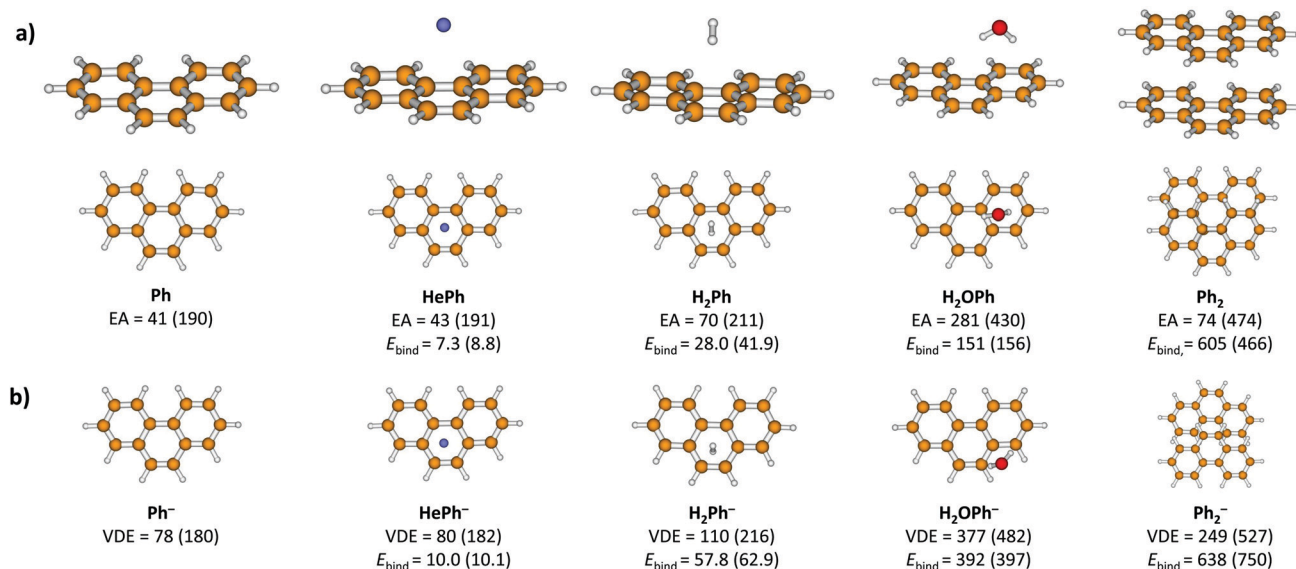 a)
Ph
EA = 41 (190)
HePh
EA = 43 (191)
E_bind = 7.3 (8.8)
H₂Ph
EA = 70 (211)
E_bind = 28.0 (41.9)
H₂OPh
EA = 281 (430)
E_bind = 151 (156)
Ph₂
EA = 74 (474)
E_bind, = 605 (466)
b)
Ph⁻
VDE = 78 (180)
HePh⁻
VDE = 80 (182)
E_bind = 10.0 (10.1)
H₂Ph⁻
VDE = 110 (216)
E_bind = 57.8 (62.9)
H₂OPh⁻
VDE = 377 (482)
E_bind = 392 (397)
Ph₂⁻
VDE = 249 (527)
E_bind = 638 (750)